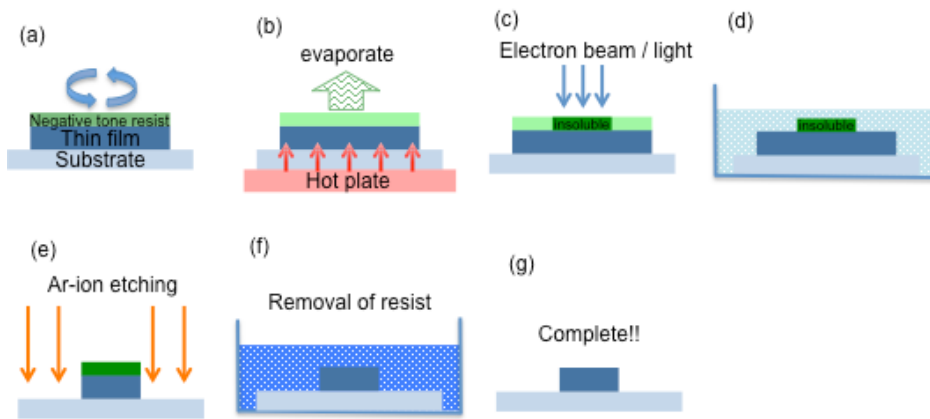 (a)
Negative tone resist
Thin film
Substrate
(b)
evaporate
Hot plate
(c)
Electron beam / light
insoluble
(d)
insoluble
(e)
Ar-ion etching
(f)
Removal of resist
(g)
Complete!!